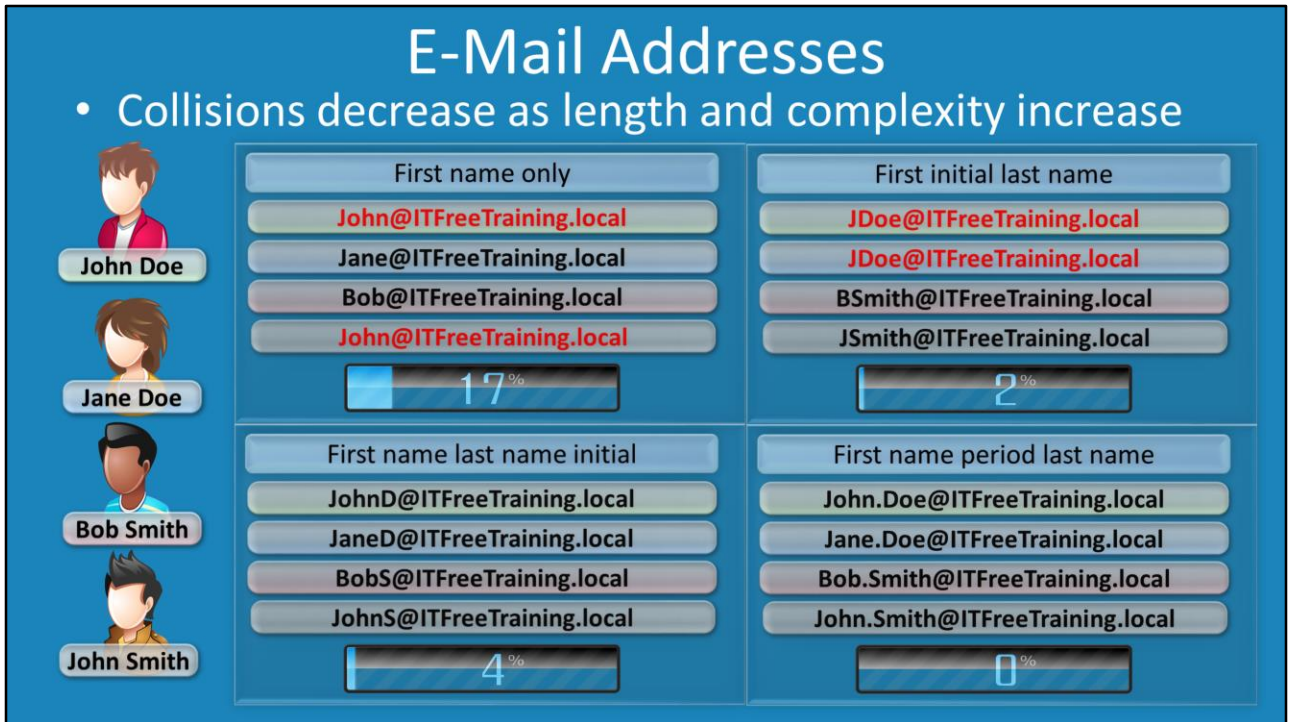 E-Mail Addresses
• Collisions decrease as length and complexity increase
John Doe
Jane Doe
Bob Smith
John Smith
First name only
John@ITFreeTraining.local
Jane@ITFreeTraining.local
Bob@ITFreeTraining.local
John@ITFreeTraining.local
17%
First initial last name
JDoe@ITFreeTraining.local
JDoe@ITFreeTraining.local
BSmith@ITFreeTraining.local
JSmith@ITFreeTraining.local
2%
First name last name initial
JohnD@ITFreeTraining.local
JaneD@ITFreeTraining.local
BobS@ITFreeTraining.local
JohnS@ITFreeTraining.local
4%
First name period last name
John.Doe@ITFreeTraining.local
Jane.Doe@ITFreeTraining.local
Bob.Smith@ITFreeTraining.local
John.Smith@ITFreeTraining.local
0%